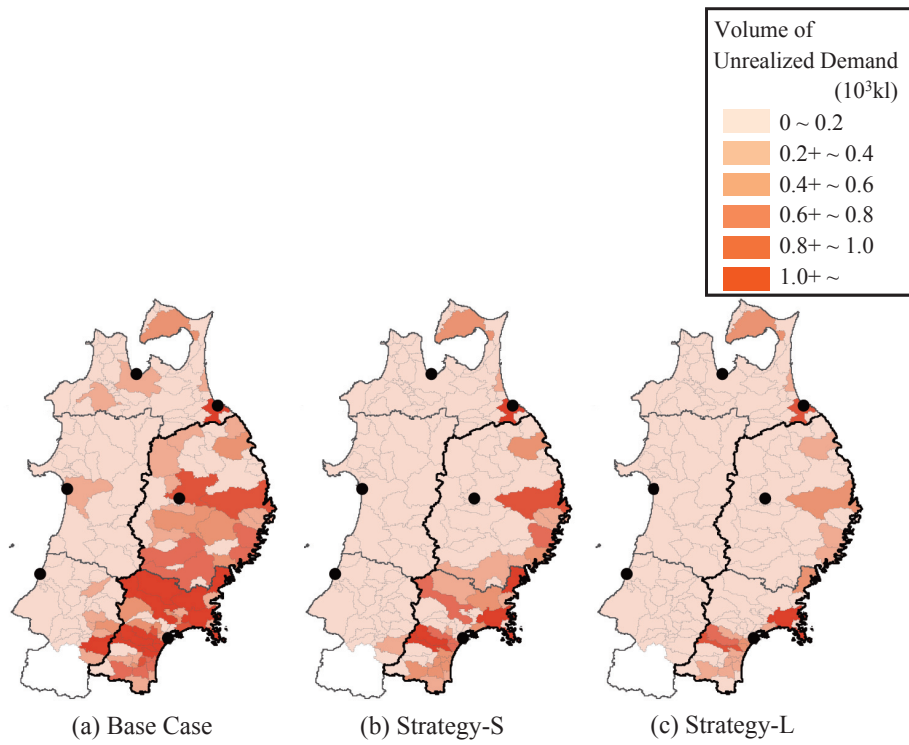 Volume of
Unrealized Demand
(10³kl)
0 ~ 0.2
0.2+ ~ 0.4
0.4+ ~ 0.6
0.6+ ~ 0.8
0.8+ ~ 1.0
1.0+ ~
(a) Base Case
(b) Strategy-S
(c) Strategy-L